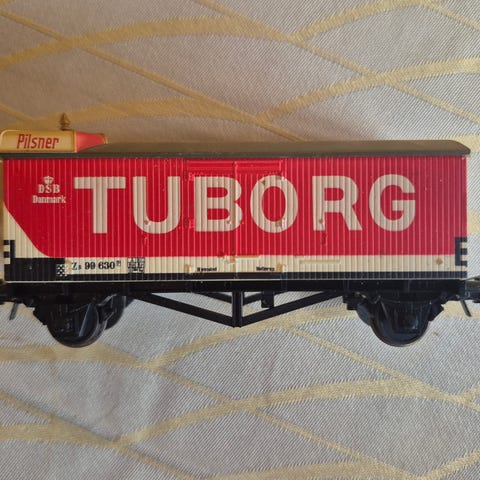 Pilsner
DSB
Danmark
TUBORG
Zs 99 630
E
E